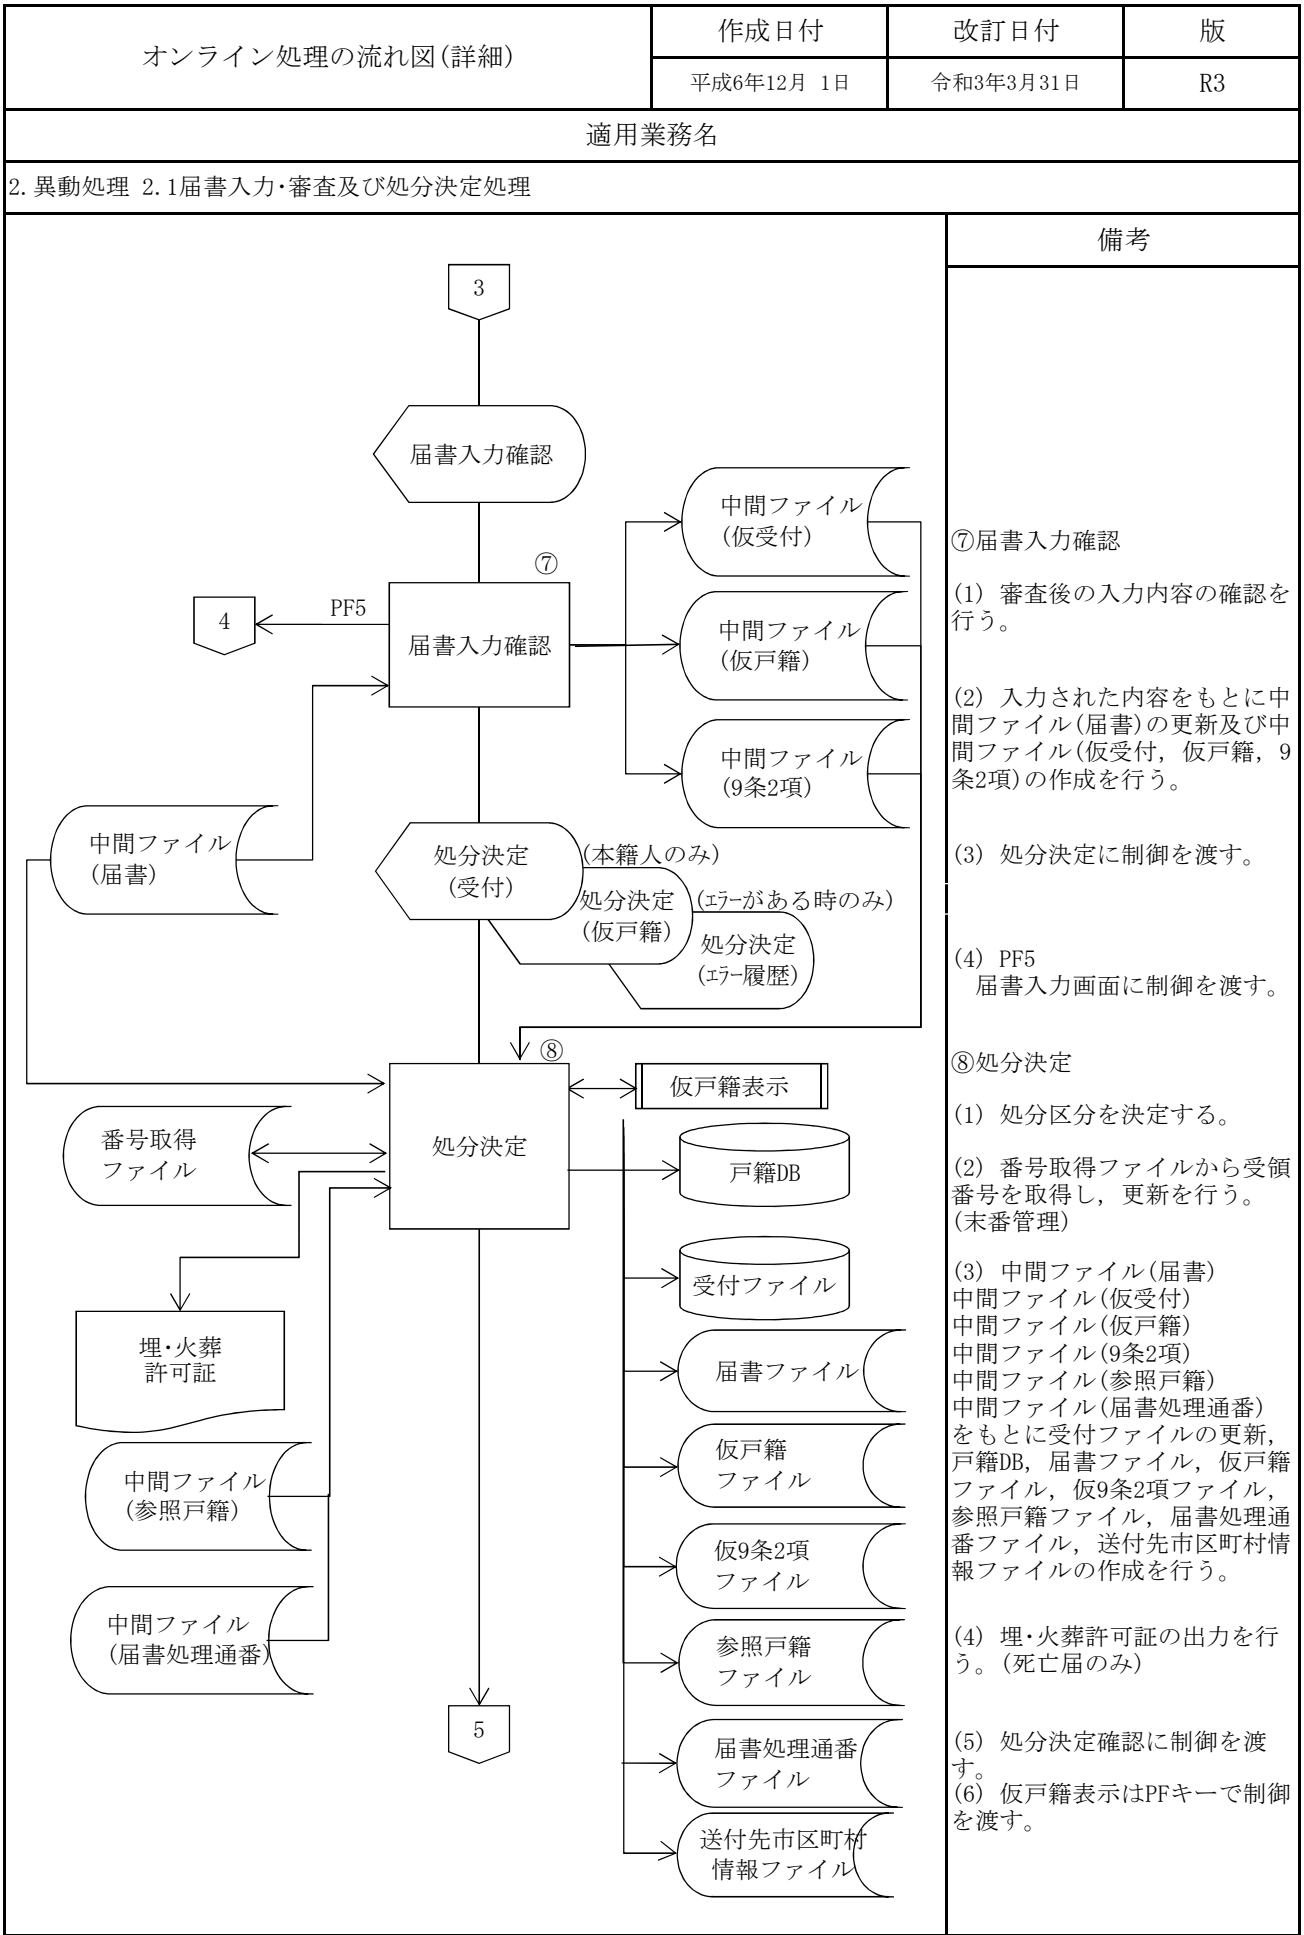 オンライン処理の流れ図(詳細)
作成日付
改訂日付
版
平成6年12月 1日
令和3年3月31日
R3
適用業務名
2.異動処理 2.1届書入力・審査及び処分決定処理
備考
3
届書入力確認
中間ファイル
(仮受付)
⑦
PF5
4
届書入力確認
中間ファイル
(仮戸籍)
中間ファイル
(9条2項)
中間ファイル
(届書)
処分決定
(受付)
(本籍人のみ)
処分決定
(仮戸籍)
(エラーがある時のみ)
処分決定
(エラー履歴)
⑧
仮戸籍表示
番号取得
ファイル
処分決定
戸籍DB
受付ファイル
埋・火葬
許可証
届書ファイル
仮戸籍
ファイル
中間ファイル
(参照戸籍)
仮9条2項
ファイル
中間ファイル
(届書処理通番)
参照戸籍
ファイル
5
届書処理通番
ファイル
送付先市区町村
情報ファイル
⑦届書入力確認
(1) 審査後の入力内容の確認を
行う。
(2) 入力された内容をもとに中
間ファイル(届書)の更新及び中
間ファイル(仮受付,仮戸籍,9
条2項)の作成を行う。
(3) 処分決定に制御を渡す。
(4) PF5
届書入力画面に制御を渡す。
⑧処分決定
(1) 処分区分を決定する。
(2) 番号取得ファイルから受領
番号を取得し,更新を行う。
(末番管理)
(3) 中間ファイル(届書)
中間ファイル(仮受付)
中間ファイル(仮戸籍)
中間ファイル(9条2項)
中間ファイル(参照戸籍)
中間ファイル(届書処理通番)
をもとに受付ファイルの更新,
戸籍DB,届書ファイル,仮戸籍
ファイル,仮9条2項ファイル,
参照戸籍ファイル,届書処理通
番ファイル,送付先市区町村情
報ファイルの作成を行う。
(4) 埋・火葬許可証の出力を行
う。(死亡届のみ)
(5) 処分決定確認に制御を渡
す。
(6) 仮戸籍表示はPFキーで制御
を渡す。